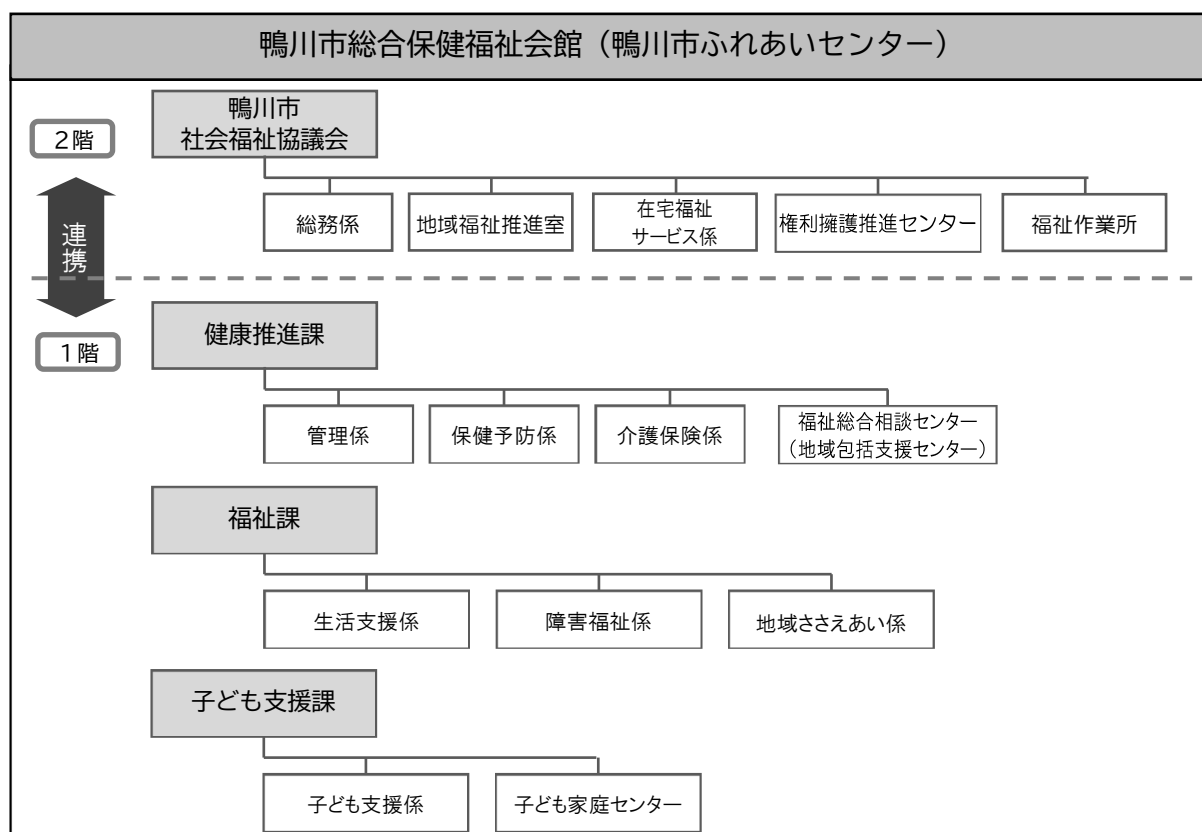 鴨川市総合保健福祉会館（鴨川市ふれあいセンター）
鴨川市
社会福祉協議会
２階
総務係
地域福祉推進室
在宅福祉
サービス係
権利擁護推進センター
福祉作業所
連携
１階
健康推進課
管理係
保健予防係
介護保険係
福祉総合相談センター
（地域包括支援センター）
福祉課
生活支援係
障害福祉係
地域ささえあい係
子ども支援課
子ども支援係
子ども家庭センター